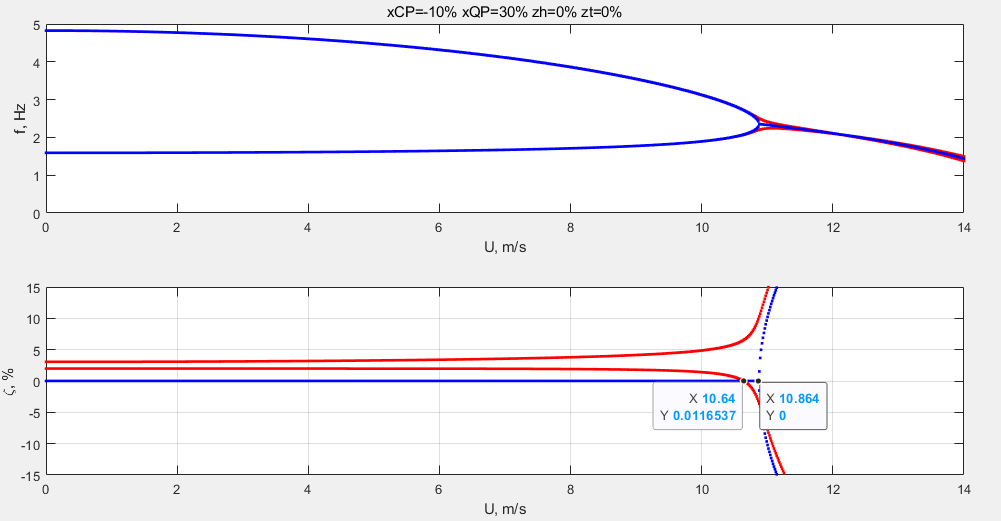 xCP=-10% xQP=30% zh=0% zt=0%
5
4
3
2
1
0
f, Hz
0 2 4 6 8 10 12 14
U, m/s
15
10
5
0
-5
-10
-15
ζ, %
X 10.64
Y 0.0116537
X 10.864
Y 0
0 2 4 6 8 10 12 14
U, m/s